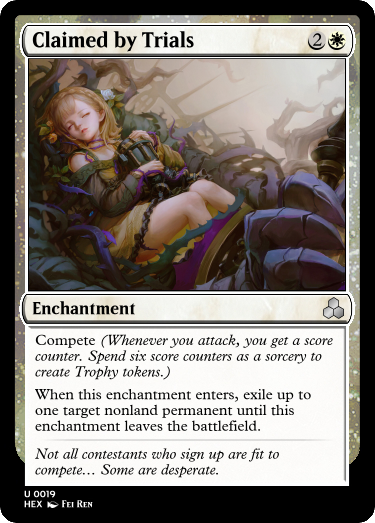 Claimed by Trials 2
Enchantment
Compete (Whenever you attack, you get a score
counter. Spend six score counters as a sorcery to
create Trophy tokens.)
When this enchantment enters, exile up to
one target nonland permanent until this
enchantment leaves the battlefield.
Not all contestants who sign up are fit to
compete… Some are desperate.
U 0019
HEX Fei Ren